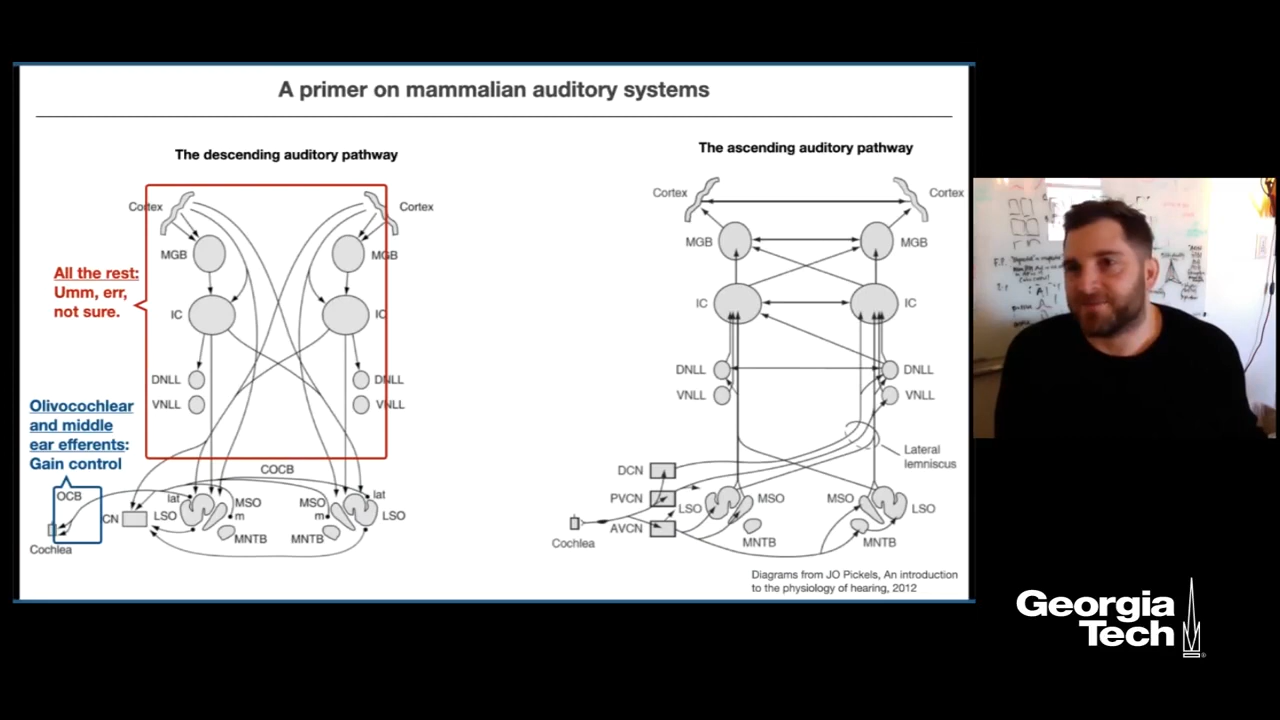 A primer on mammalian auditory systems
The descending auditory pathway
Cortex
Cortex
MGB
MGB
All the rest:
Umm, err,
not sure.
IC
IC
DNLL
DNLL
VNLL
VNLL
Olivocochlear
and middle
ear efferents:
Gain control
COCB
OCB
lat
lat
CN
LSO
MSO
MSO
LSO
m
m
MNTB
MNTB
Cochlea
The ascending auditory pathway
Cortex
Cortex
MGB
MGB
IC
IC
DNLL
DNLL
VNLL
VNLL
Lateral
lemniscus
DCN
PVCN
LSO
MSO
MSO
LSO
AVCN
Cochlea
MNTB
MNTB
Diagrams from JO Pickels, An introduction
to the physiology of hearing, 2012
Georgia
Tech